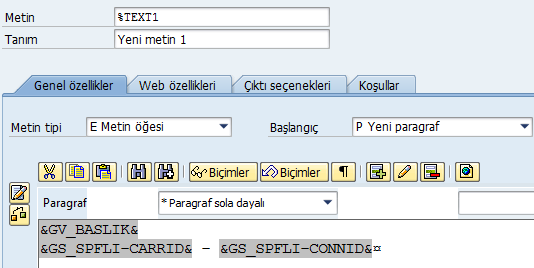 Metin %TEXT1
Tanım Yeni metin 1
Genel özellikler Web özellikleri Çıktı seçenekleri Koşullar
Metin tipi E Metin öğesi Başlangıç P Yeni paragraf
Biçimler Biçimler ¶
Paragraf * Paragraf sola dayalı
&GV_BASLIK&
&GS_SPFLI-CARRID& - &GS_SPFLI-CONNID&¤